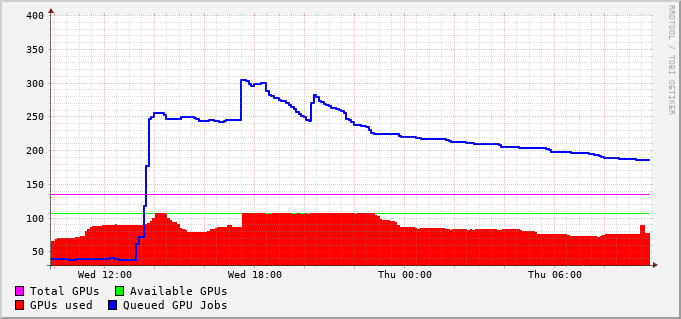 400
350
300
250
200
150
100
50
Wed 12:00 Wed 18:00 Thu 00:00 Thu 06:00
Total GPUs Available GPUs
GPUs used Queued GPU Jobs
RRDTOOL / TOBI OETIKER